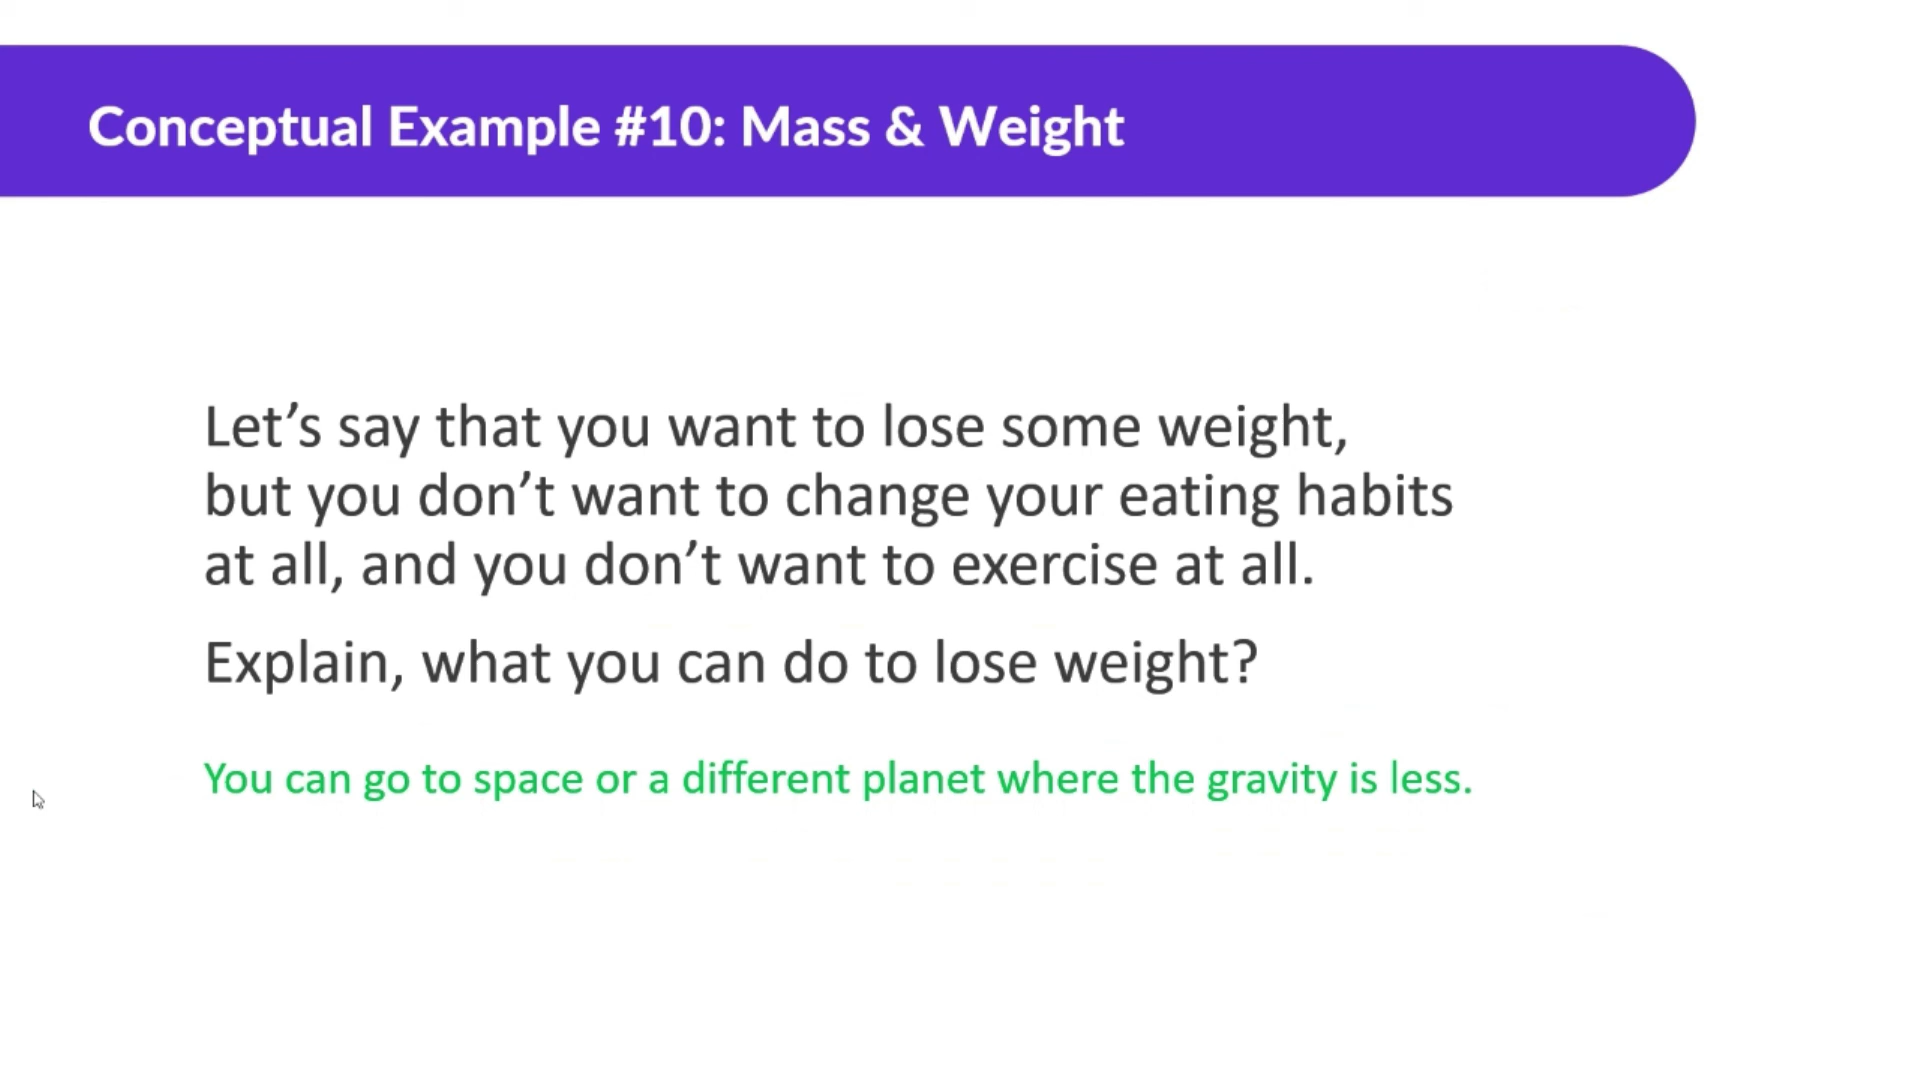 Conceptual Example #10: Mass & Weight
Let’s say that you want to lose some weight,
but you don’t want to change your eating habits
at all, and you don’t want to exercise at all.
Explain, what you can do to lose weight?
You can go to space or a different planet where the gravity is less.